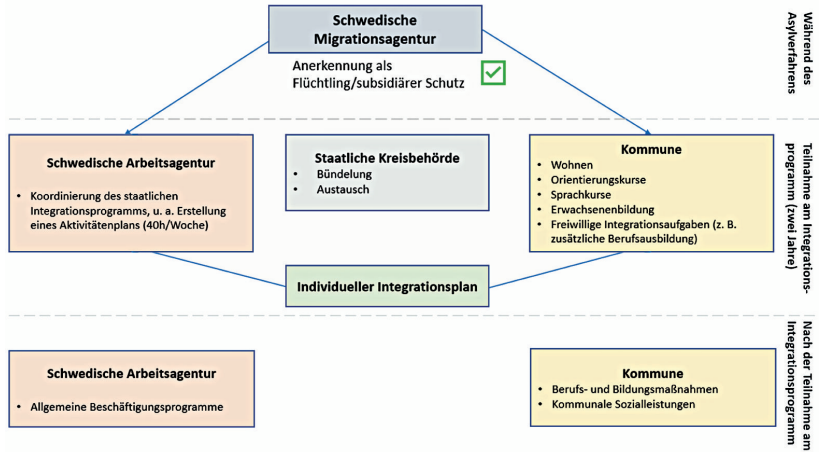 Schwedische
Migrationsagentur
Anerkennung als
Flüchtling/subsidiärer Schutz
Während des
Asylverfahrens
Schwedische Arbeitsagentur
• Koordinierung des staatlichen
Integrationsprogramms, u. a. Erstellung
eines Aktivitätenplans (40h/Woche)
Staatliche Kreisbehörde
• Bündelung
• Austausch
Kommune
• Wohnen
• Orientierungskurse
• Sprachkurse
• Erwachsenenbildung
• Freiwillige Integrationsaufgaben (z. B.
zusätzliche Berufsausbildung)
Teilnahme am Integrations-
programm (zwei Jahre)
Individueller Integrationsplan
Schwedische Arbeitsagentur
• Allgemeine Beschäftigungsprogramme
Kommune
• Berufs- und Bildungsmaßnahmen
• Kommunale Sozialleistungen
Nach der Teilnahme am
Integrationsprogramm